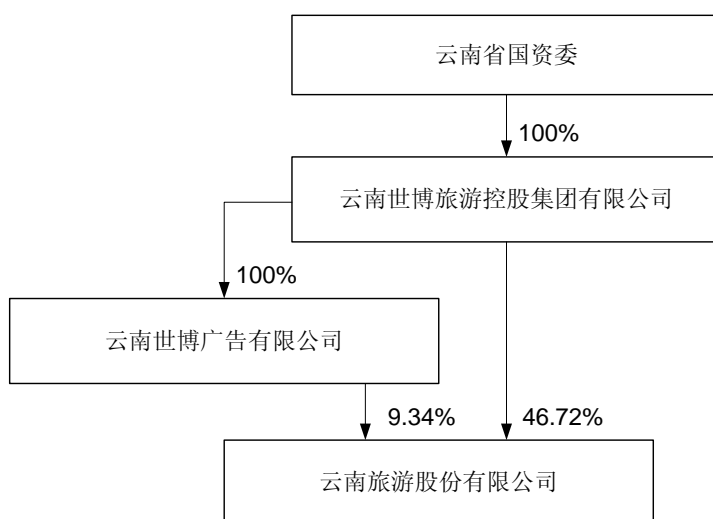 云南省国资委
100%
云南世博旅游控股集团有限公司
100%
云南世博广告有限公司
9.34%
46.72%
云南旅游股份有限公司